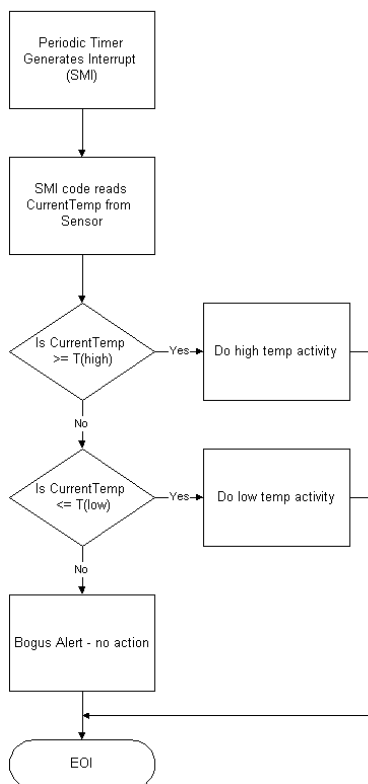 Periodic Timer
Generates Interrupt
(SMI)
SMI code reads
CurrentTemp from
Sensor
Is CurrentTemp
>= T(high)
Yes
Do high temp activity
No
Is CurrentTemp
<= T(low)
Yes
Do low temp activity
No
Bogus Alert - no action
EOI